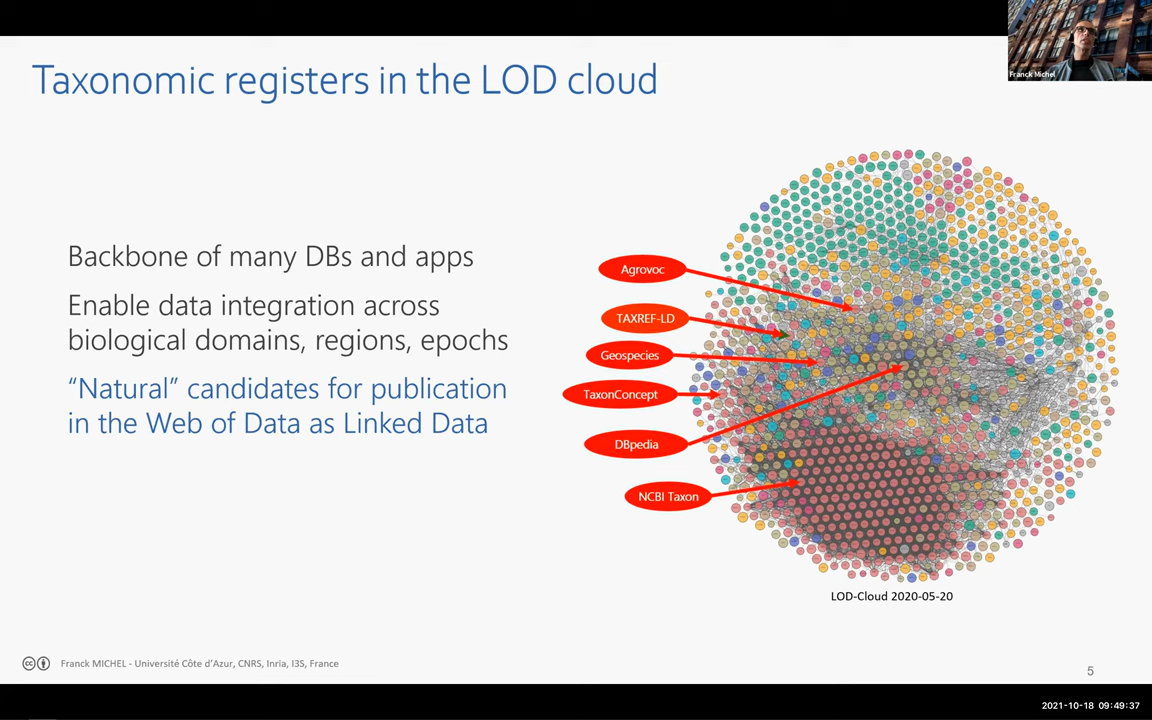 Franck Michel
Taxonomic registers in the LOD cloud
Backbone of many DBs and apps
Enable data integration across
biological domains, regions, epochs
“Natural” candidates for publication
in the Web of Data as Linked Data
Agrovoc
TAXREF-LD
Geospecies
TaxonConcept
DBpedia
NCBI Taxon
LOD-Cloud 2020-05-20
Franck MICHEL - Université Côte d’Azur, CNRS, Inria, I3S, France
5
2021-10-18 09:49:37